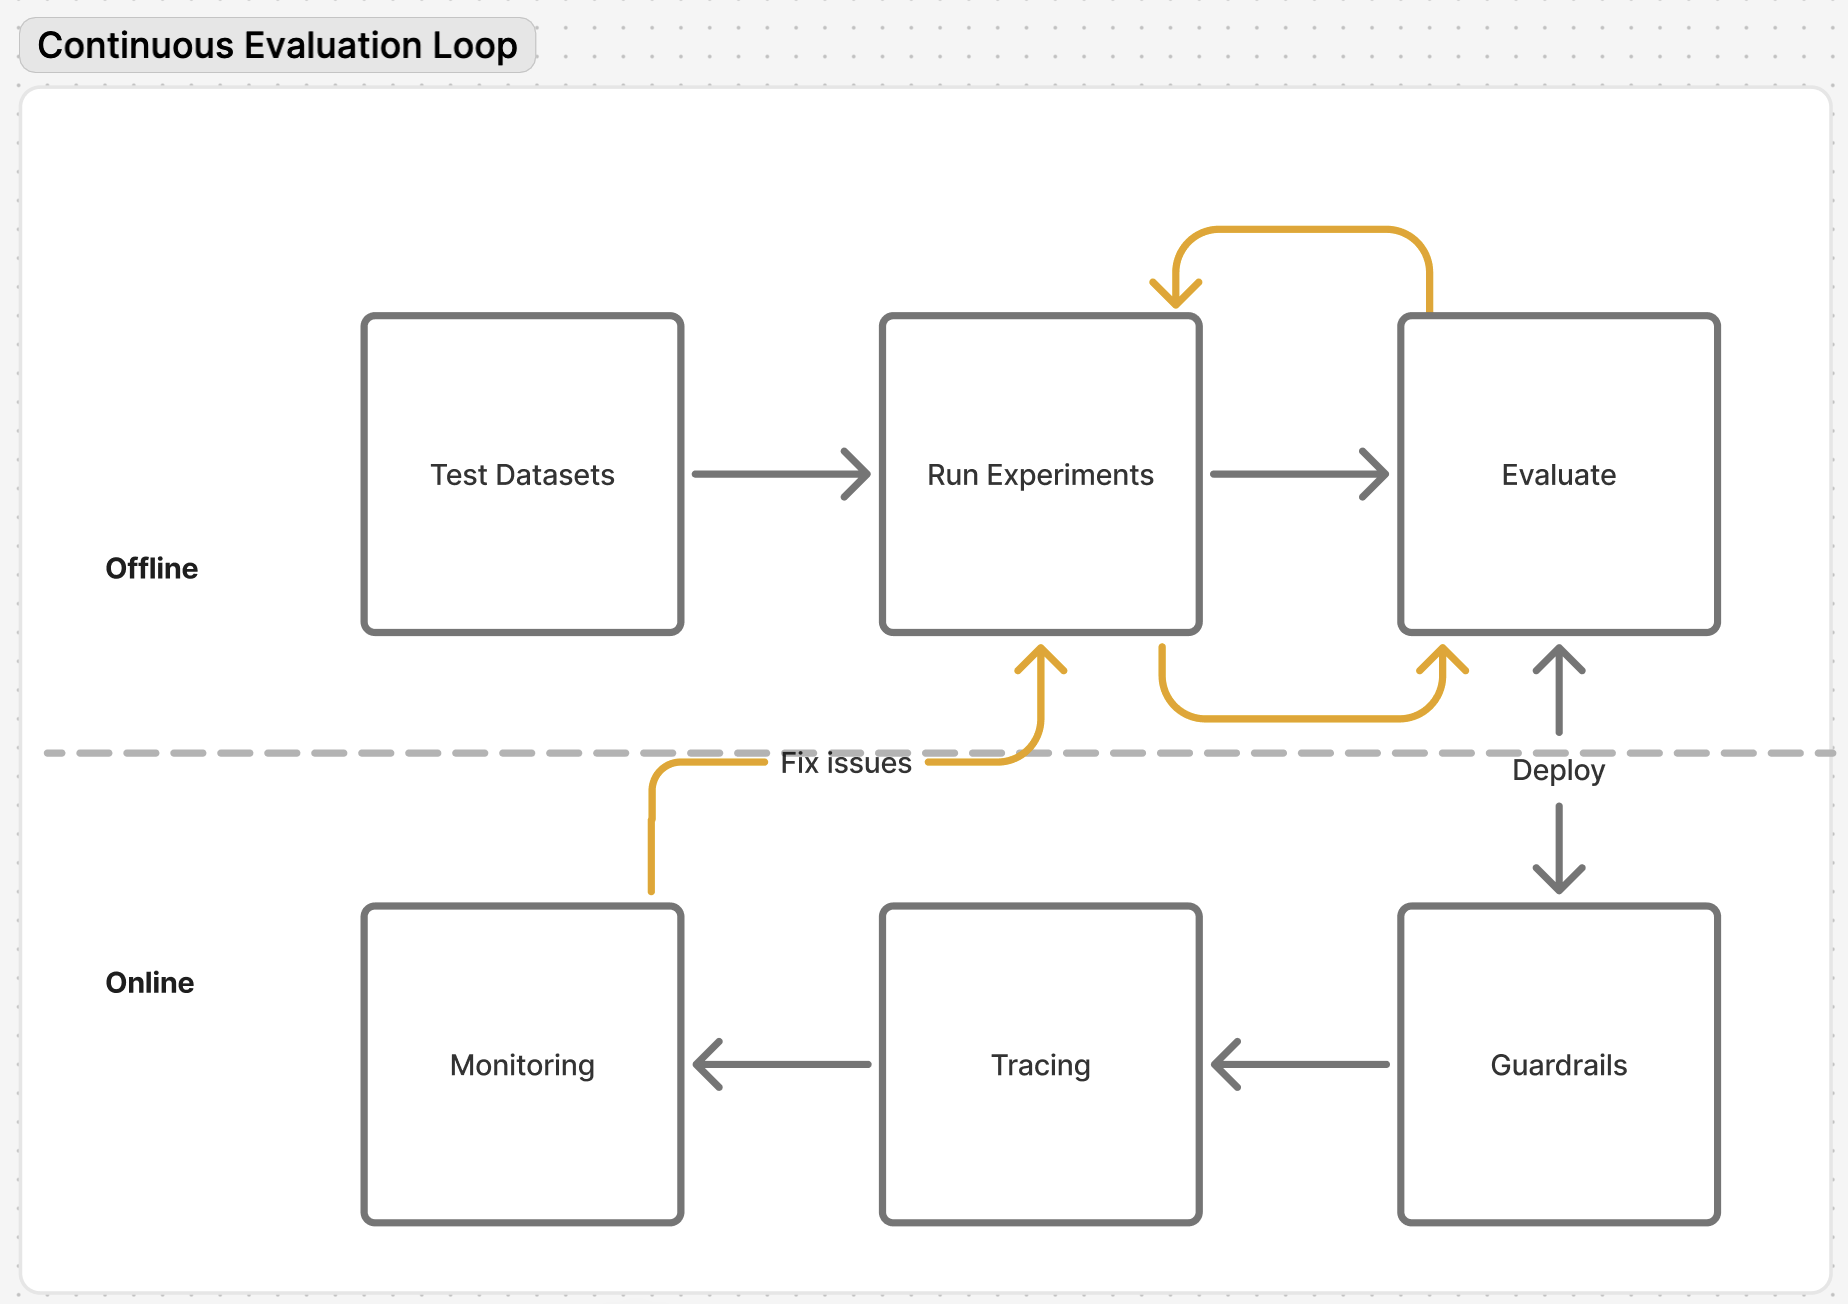 Continuous Evaluation Loop
Test Datasets
Run Experiments
Evaluate
Offline
Fix issues
Deploy
Online
Monitoring
Tracing
Guardrails